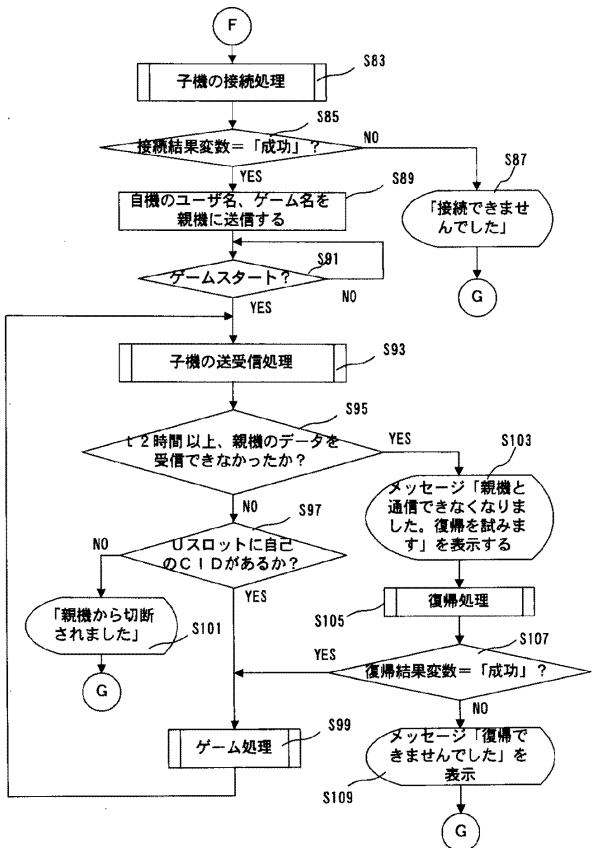 F
S83
子機の接続処理
S85
接続結果変数=「成功」?
NO
YES
S87
S89
自機のユーザ名、ゲーム名を
親機に送信する
「接続できませ
んでした」
S91
ゲームスタート?
G
NO
YES
子機の送受信処理
S93
S95
t2時間以上、親機のデータを
受信できなかったか?
YES
S103
メッセージ「親機と
通信できなくなりま
した。復帰を試みま
す」を表示する
NO
S97
NO
Uスロットに自己
のCIDがあるか?
YES
復帰処理
S105
「親機から切断
されました」
S101
S107
YES
復帰結果変数=「成功」?
G
NO
S99
ゲーム処理
メッセージ「復帰で
きませんでした」を
表示
S109
G